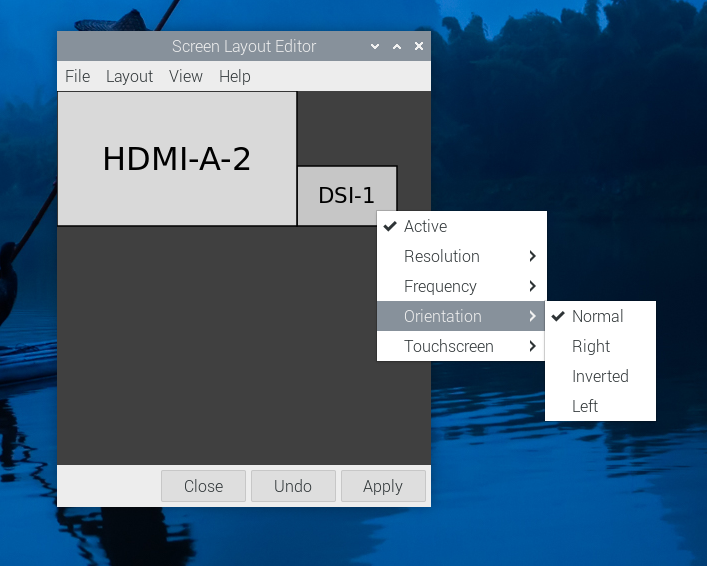 Screen Layout Editor
File Layout View Help
HDMI-A-2
DSI-1
Active
Resolution
Frequency
Orientation
Touchscreen
Normal
Right
Inverted
Left
Close Undo Apply